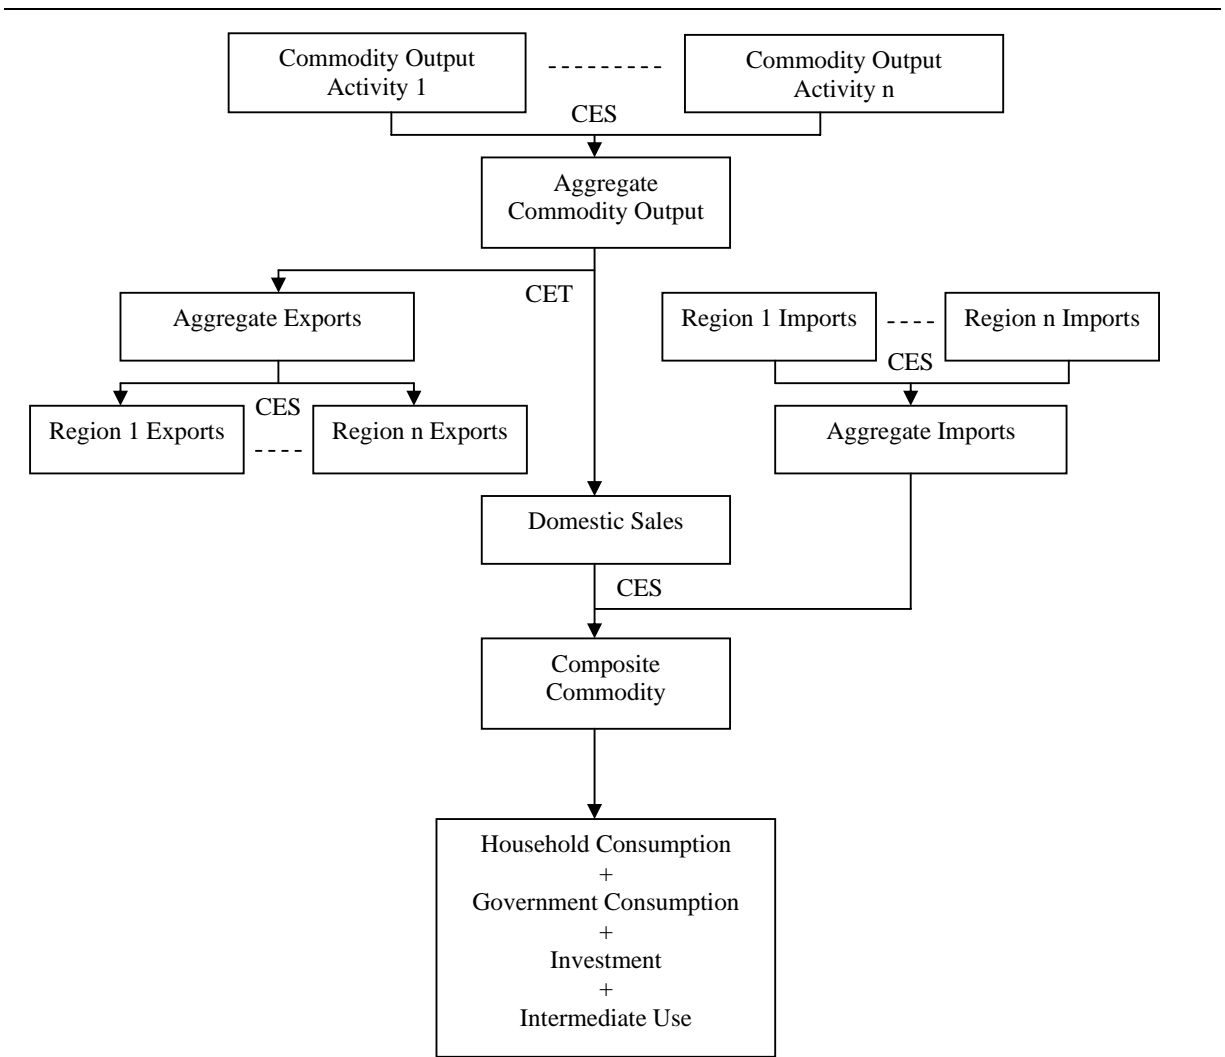 Commodity Output
Activity 1
Commodity Output
Activity n
CES
Aggregate
Commodity Output
CET
Aggregate Exports
Region 1 Imports
Region n Imports
CES
CES
Region 1 Exports
Region n Exports
Aggregate Imports
Domestic Sales
CES
Composite
Commodity
Household Consumption
+
Government Consumption
+
Investment
+
Intermediate Use